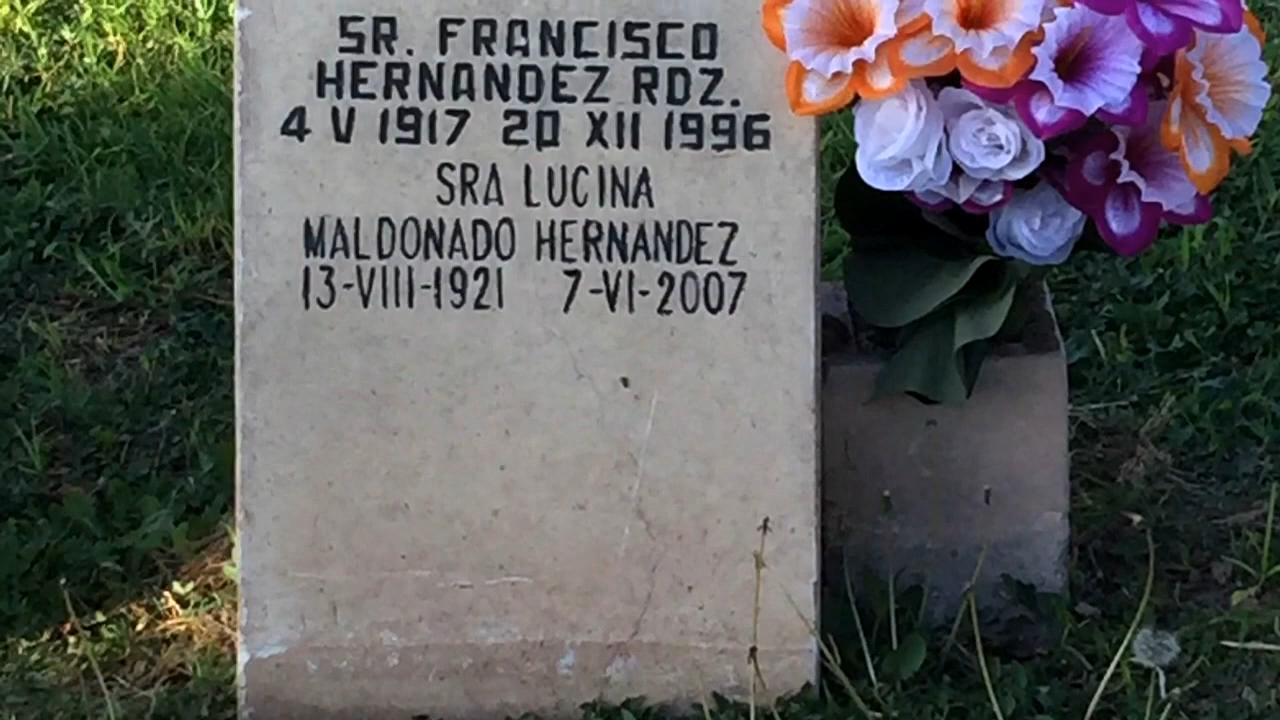 SR. FRANCISCO
HERNANDEZ RDZ.
4 V 1917 20 XII 1996
SRA LUCINA
MALDONADO HERNANDEZ
13-VIII-1921 7-VI-2007